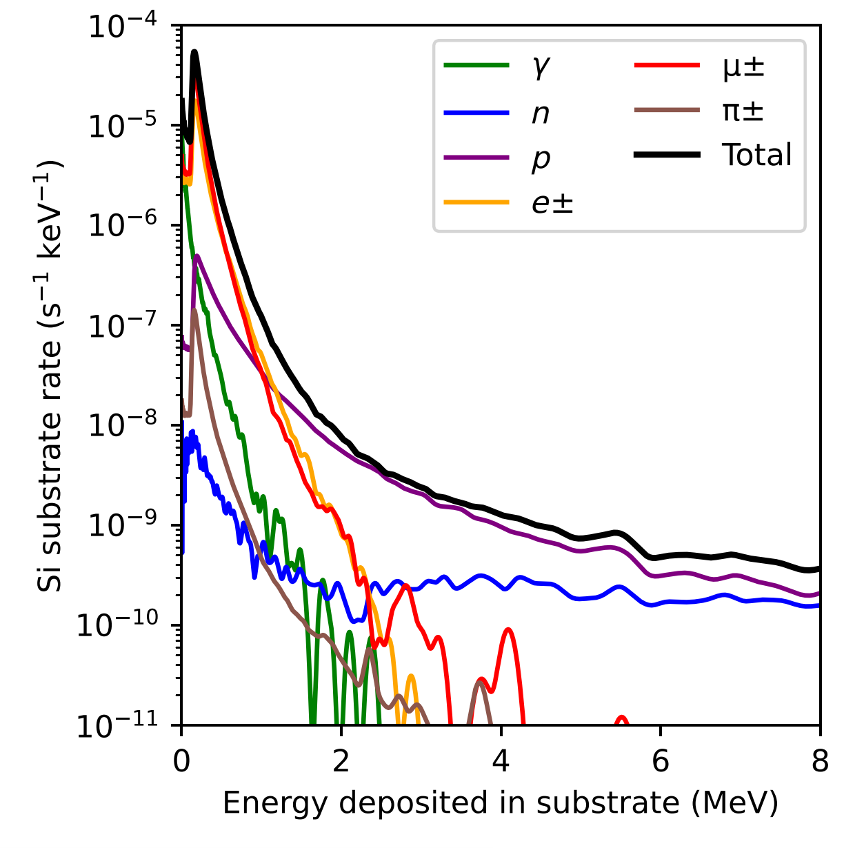 10⁻⁴
10⁻⁵
10⁻⁶
10⁻⁷
10⁻⁸
10⁻⁹
10⁻¹⁰
10⁻¹¹
Si substrate rate (s⁻¹ keV⁻¹)
γ
n
p
e±
μ±
π±
Total
0 2 4 6 8
Energy deposited in substrate (MeV)